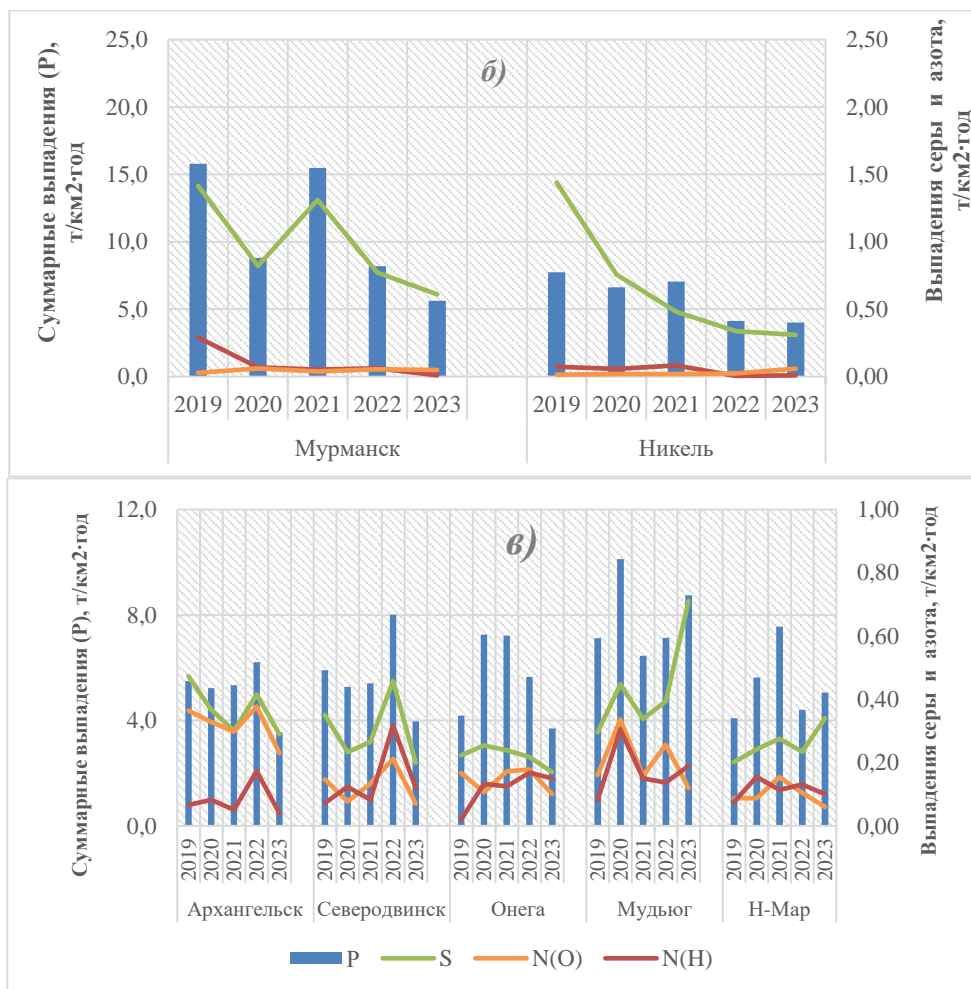 Суммарные выпадения (P),
т/км2·год
25,0
20,0
15,0
10,0
5,0
0,0
б)
2,50
2,00
1,50
1,00
0,50
0,00
Выпадения серы и азота,
т/км2·год
2019 2020 2021 2022 2023 2019 2020 2021 2022 2023
Мурманск Никель
Суммарные выпадения (P), т/км2·год
12,0
8,0
4,0
0,0
в)
1,00
0,80
0,60
0,40
0,20
0,00
Выпадения серы и азота, т/км2·год
2019 2020 2021 2022 2023 2019 2020 2021 2022 2023 2019 2020 2021 2022 2023 2019 2020 2021 2022 2023 2019 2020 2021 2022 2023
Архангельск Северодвинск Онега Мудьюг Н-Мар
P S N(O) N(H)